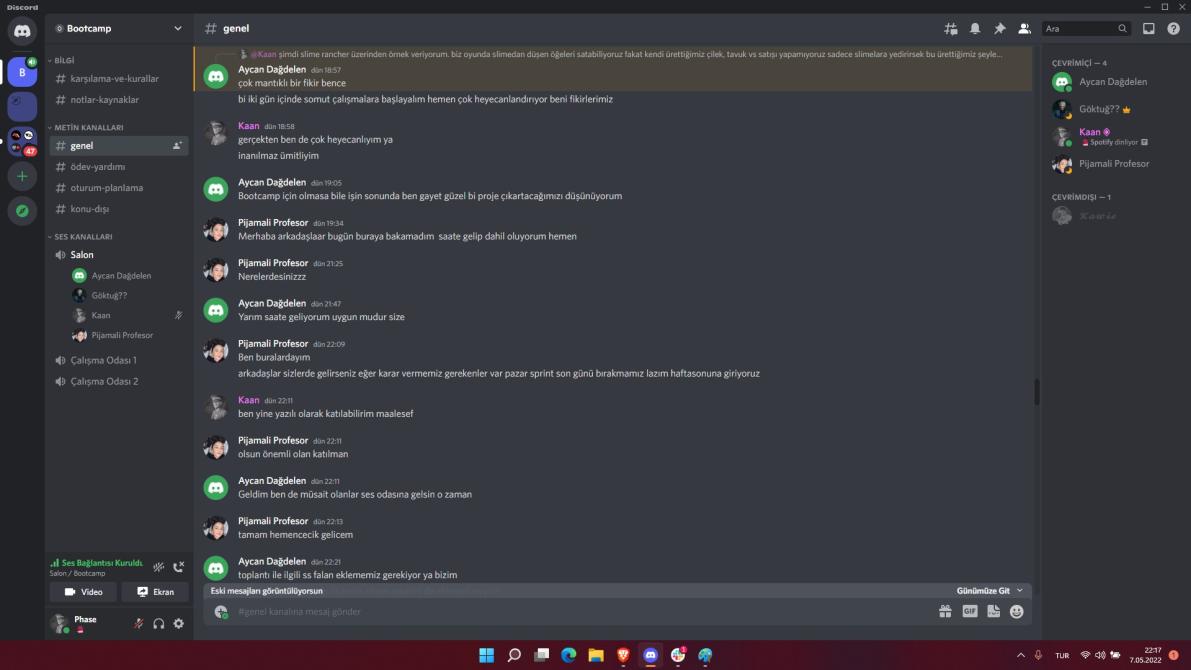 Discord
Bootcamp
BİLGİ
karşılama-ve-kurallar
notlar-kaynaklar
METİN KANALLARI
genel
ödev-yardımı
oturum-planlama
konu-dışı
SES KANALLARI
Salon
Aycan Dağdelen
Göktuğ??
Kaan
Pijamali Profesor
Çalışma Odası 1
Çalışma Odası 2
B
47
Ses Bağlantısı Kuruldu
Salon / Bootcamp
Video
Ekran
Phase
genel
Ara
@Kaan şimdi slime rancher üzerinden örnek veriyorum. biz oyunda slimedan düşen öğeleri satabiliyoruz fakat kendi ürettiğimiz çilek, tavuk vs satışı yapamıyoruz sadece slimelara yedirirsek bu ürettiğimiz şeyle...
Aycan Dağdelen dün 18:57
çok mantıklı bir fikir bence
bi iki gün içinde somut çalışmalara başlayalım hemen çok heyecanlandırıyor beni fikirlerimiz
Kaan dün 18:58
gerçekten ben de çok heyecanlıyım ya
inanılmaz ümitliyim
Aycan Dağdelen dün 19:05
Bootcamp için olmasa bile işin sonunda ben gayet güzel bi proje çıkartacağımızı düşünüyorum
Pijamali Profesor dün 19:34
Merhaba arkadaşlaar bugün buraya bakamadım saate gelip dahil oluyorum hemen
Pijamali Profesor dün 21:25
Nerelerdesinizzz
Aycan Dağdelen dün 21:47
Yarım saate geliyorum uygun mudur size
Pijamali Profesor dün 22:09
Ben buralardayım
arkadaşlar sizlerde gelirseniz eğer karar vermemiz gerekenler var pazar sprint son günü bırakmamız lazım haftasonuna giriyoruz
Kaan dün 22:11
ben yine yazılı olarak katılabilirim maalesef
Pijamali Profesor dün 22:11
olsun önemli olan katılman
Aycan Dağdelen dün 22:11
Geldim ben de müsait olanlar ses odasına gelsin o zaman
Pijamali Profesor dün 22:13
tamam hemencecik gelicem
Aycan Dağdelen dün 22:21
toplantı ile ilgili ss falan eklememiz gerekiyor ya bizim
Eski mesajları görüntülüyorsun
Günümüze Git
#genel kanalına mesaj gönder
GIF
ÇEVRİMİÇİ — 4
Aycan Dağdelen
Göktuğ??
Kaan
Spotify dinliyor
Pijamali Profesor
ÇEVRİMDIŞI — 1
𝓚𝓪𝔀𝓲𝓮
TUR
22:17
7.05.2022
1